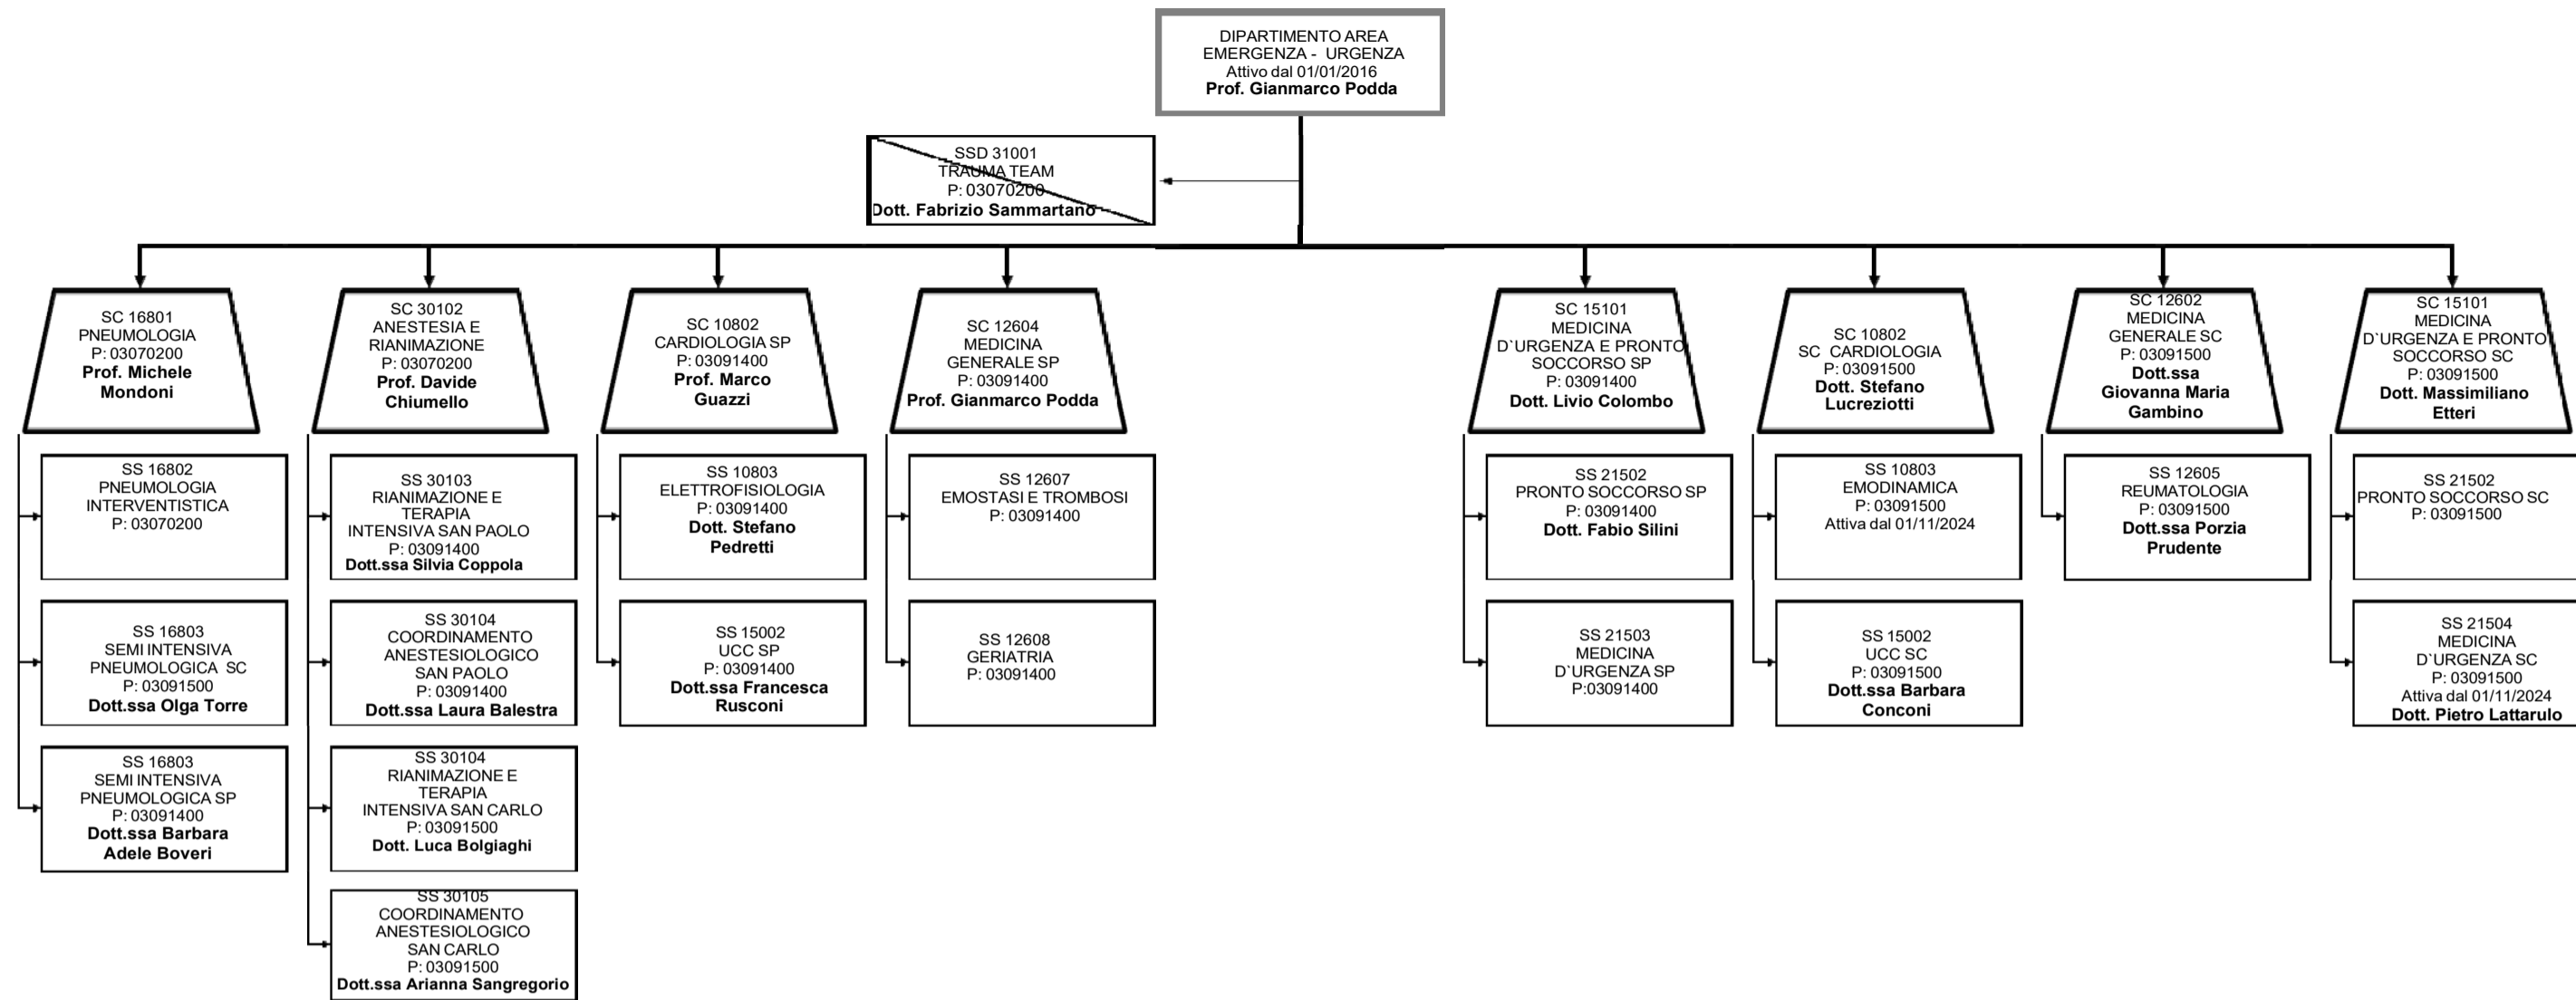 DIPARTIMENTO AREA
EMERGENZA - URGENZA
Attivo dal 01/01/2016
Prof. Gianmarco Podda
SSD 31001
TRAUMA TEAM
P: 03070200
Dott. Fabrizio Sammartano
SC 16801
PNEUMOLOGIA
P: 03070200
Prof. Michele
Mondoni
SC 30102
ANESTESIA E
RIANIMAZIONE
P: 03070200
Prof. Davide
Chiumello
SC 10802
CARDIOLOGIA SP
P: 03091400
Prof. Marco
Guazzi
SC 12604
MEDICINA
GENERALE SP
P: 03091400
Prof. Gianmarco Podda
SC 15101
MEDICINA
D`URGENZA E PRONTO
SOCCORSO SP
P: 03091400
Dott. Livio Colombo
SC 10802
SC CARDIOLOGIA
P: 03091500
Dott. Stefano
Lucreziotti
SC 12602
MEDICINA
GENERALE SC
P: 03091500
Dott.ssa
Giovanna Maria
Gambino
SC 15101
MEDICINA
D`URGENZA E PRONTO
SOCCORSO SC
P: 03091500
Dott. Massimiliano
Etteri
SS 16802
PNEUMOLOGIA
INTERVENTISTICA
P: 03070200
SS 30103
RIANIMAZIONE E
TERAPIA
INTENSIVA SAN PAOLO
P: 03091400
Dott.ssa Silvia Coppola
SS 10803
ELETTROFISIOLOGIA
P: 03091400
Dott. Stefano
Pedretti
SS 12607
EMOSTASI E TROMBOSI
P: 03091400
SS 21502
PRONTO SOCCORSO SP
P: 03091400
Dott. Fabio Silini
SS 10803
EMODINAMICA
P: 03091500
Attiva dal 01/11/2024
SS 12605
REUMATOLOGIA
P: 03091500
Dott.ssa Porzia
Prudente
SS 21502
PRONTO SOCCORSO SC
P: 03091500
SS 16803
SEMI INTENSIVA
PNEUMOLOGICA SC
P: 03091500
Dott.ssa Olga Torre
SS 30104
COORDINAMENTO
ANESTESIOLOGICO
SAN PAOLO
P: 03091400
Dott.ssa Laura Balestra
SS 15002
UCC SP
P: 03091400
Dott.ssa Francesca
Rusconi
SS 12608
GERIATRIA
P: 03091400
SS 21503
MEDICINA
D`URGENZA SP
P:03091400
SS 15002
UCC SC
P: 03091500
Dott.ssa Barbara
Conconi
SS 21504
MEDICINA
D`URGENZA SC
P: 03091500
Attiva dal 01/11/2024
Dott. Pietro Lattarulo
SS 16803
SEMI INTENSIVA
PNEUMOLOGICA SP
P: 03091400
Dott.ssa Barbara
Adele Boveri
SS 30104
RIANIMAZIONE E
TERAPIA
INTENSIVA SAN CARLO
P: 03091500
Dott. Luca Bolgiaghi
SS 30105
COORDINAMENTO
ANESTESIOLOGICO
SAN CARLO
P: 03091500
Dott.ssa Arianna Sangregorio